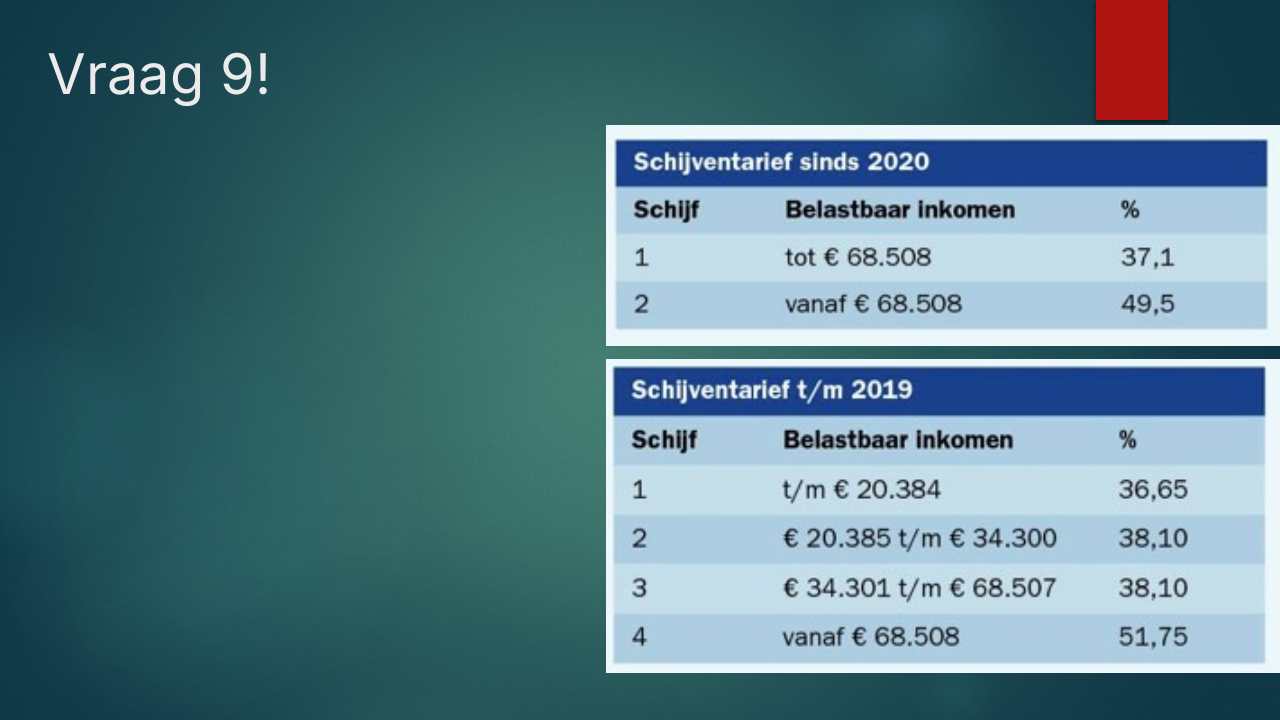 Vraag 9!
Schijventarief sinds 2020
Schijf Belastbaar inkomen %
1 tot € 68.508 37,1
2 vanaf € 68.508 49,5
Schijventarief t/m 2019
Schijf Belastbaar inkomen %
1 t/m € 20.384 36,65
2 € 20.385 t/m € 34.300 38,10
3 € 34.301 t/m € 68.507 38,10
4 vanaf € 68.508 51,75